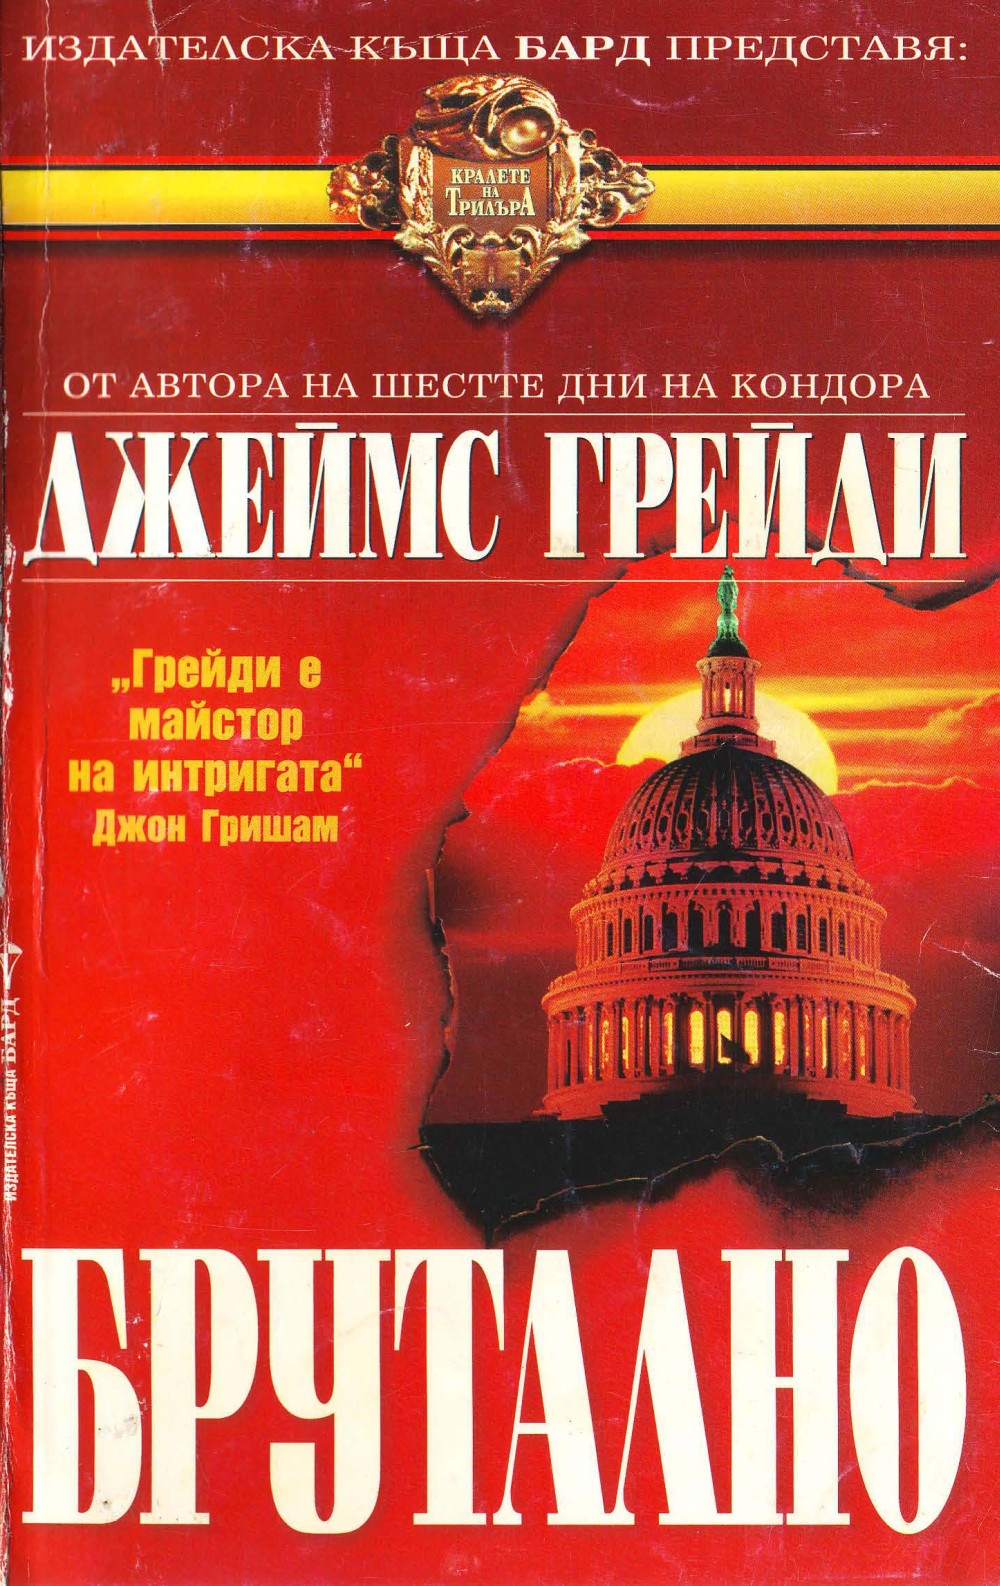 ИЗДАТЕЛСКА КЪЩА БАРД ПРЕДСТАВЯ:
КРАЛЕТЕ
НА
ТРИЛЪРА
ОТ АВТОРА НА ШЕСТТЕ ДНИ НА КОНДОРА
ДЖЕЙМС ГРЕЙДИ
„Грейди е
майстор
на интригата“
Джон Гришам
ИЗДАТЕЛСКА КЪЩА БАРД
БРУТАЛНО